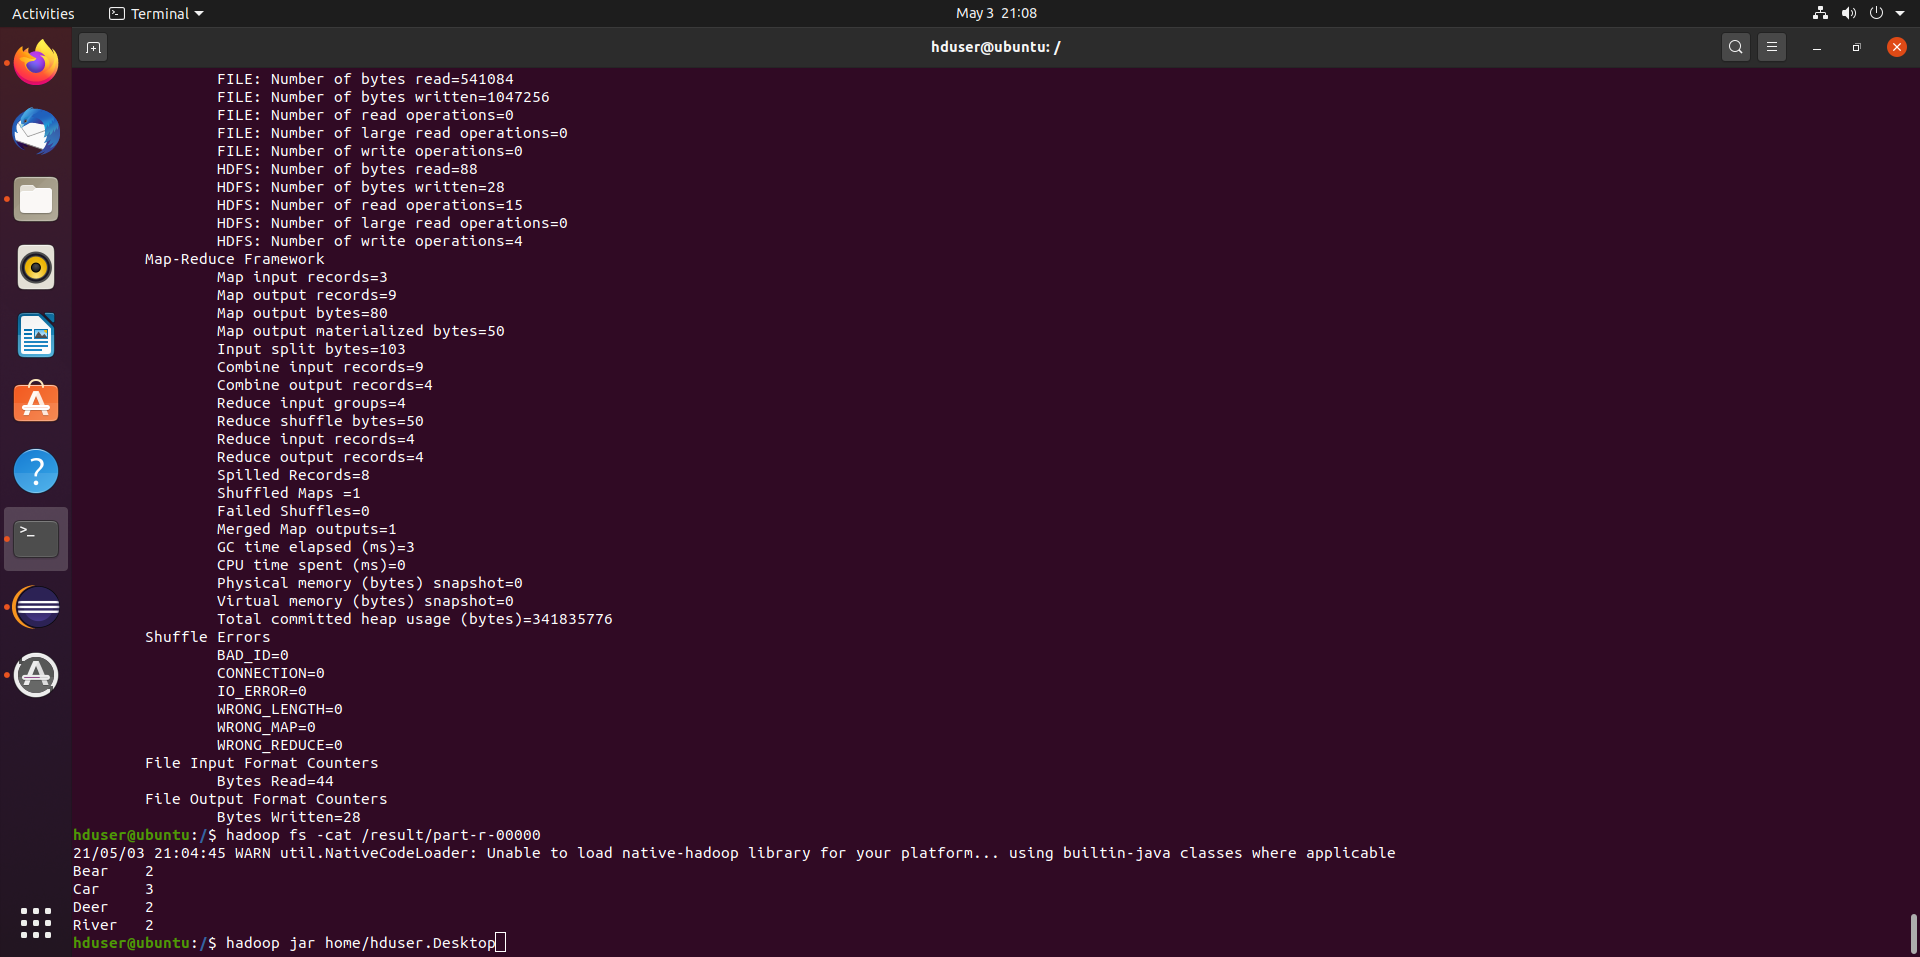 Activities
Terminal
May 3 21:08
hduser@ubuntu: /
FILE: Number of bytes read=541084
FILE: Number of bytes written=1047256
FILE: Number of read operations=0
FILE: Number of large read operations=0
FILE: Number of write operations=0
HDFS: Number of bytes read=88
HDFS: Number of bytes written=28
HDFS: Number of read operations=15
HDFS: Number of large read operations=0
HDFS: Number of write operations=4
Map-Reduce Framework
Map input records=3
Map output records=9
Map output bytes=80
Map output materialized bytes=50
Input split bytes=103
Combine input records=9
Combine output records=4
Reduce input groups=4
Reduce shuffle bytes=50
Reduce input records=4
Reduce output records=4
Spilled Records=8
Shuffled Maps =1
Failed Shuffles=0
Merged Map outputs=1
GC time elapsed (ms)=3
CPU time spent (ms)=0
Physical memory (bytes) snapshot=0
Virtual memory (bytes) snapshot=0
Total committed heap usage (bytes)=341835776
Shuffle Errors
BAD_ID=0
CONNECTION=0
IO_ERROR=0
WRONG_LENGTH=0
WRONG_MAP=0
WRONG_REDUCE=0
File Input Format Counters
Bytes Read=44
File Output Format Counters
Bytes Written=28
hduser@ubuntu:/$ hadoop fs -cat /result/part-r-00000
21/05/03 21:04:45 WARN util.NativeCodeLoader: Unable to load native-hadoop library for your platform... using builtin-java classes where applicable
Bear 2
Car 3
Deer 2
River 2
hduser@ubuntu:/$ hadoop jar home/hduser.Desktop